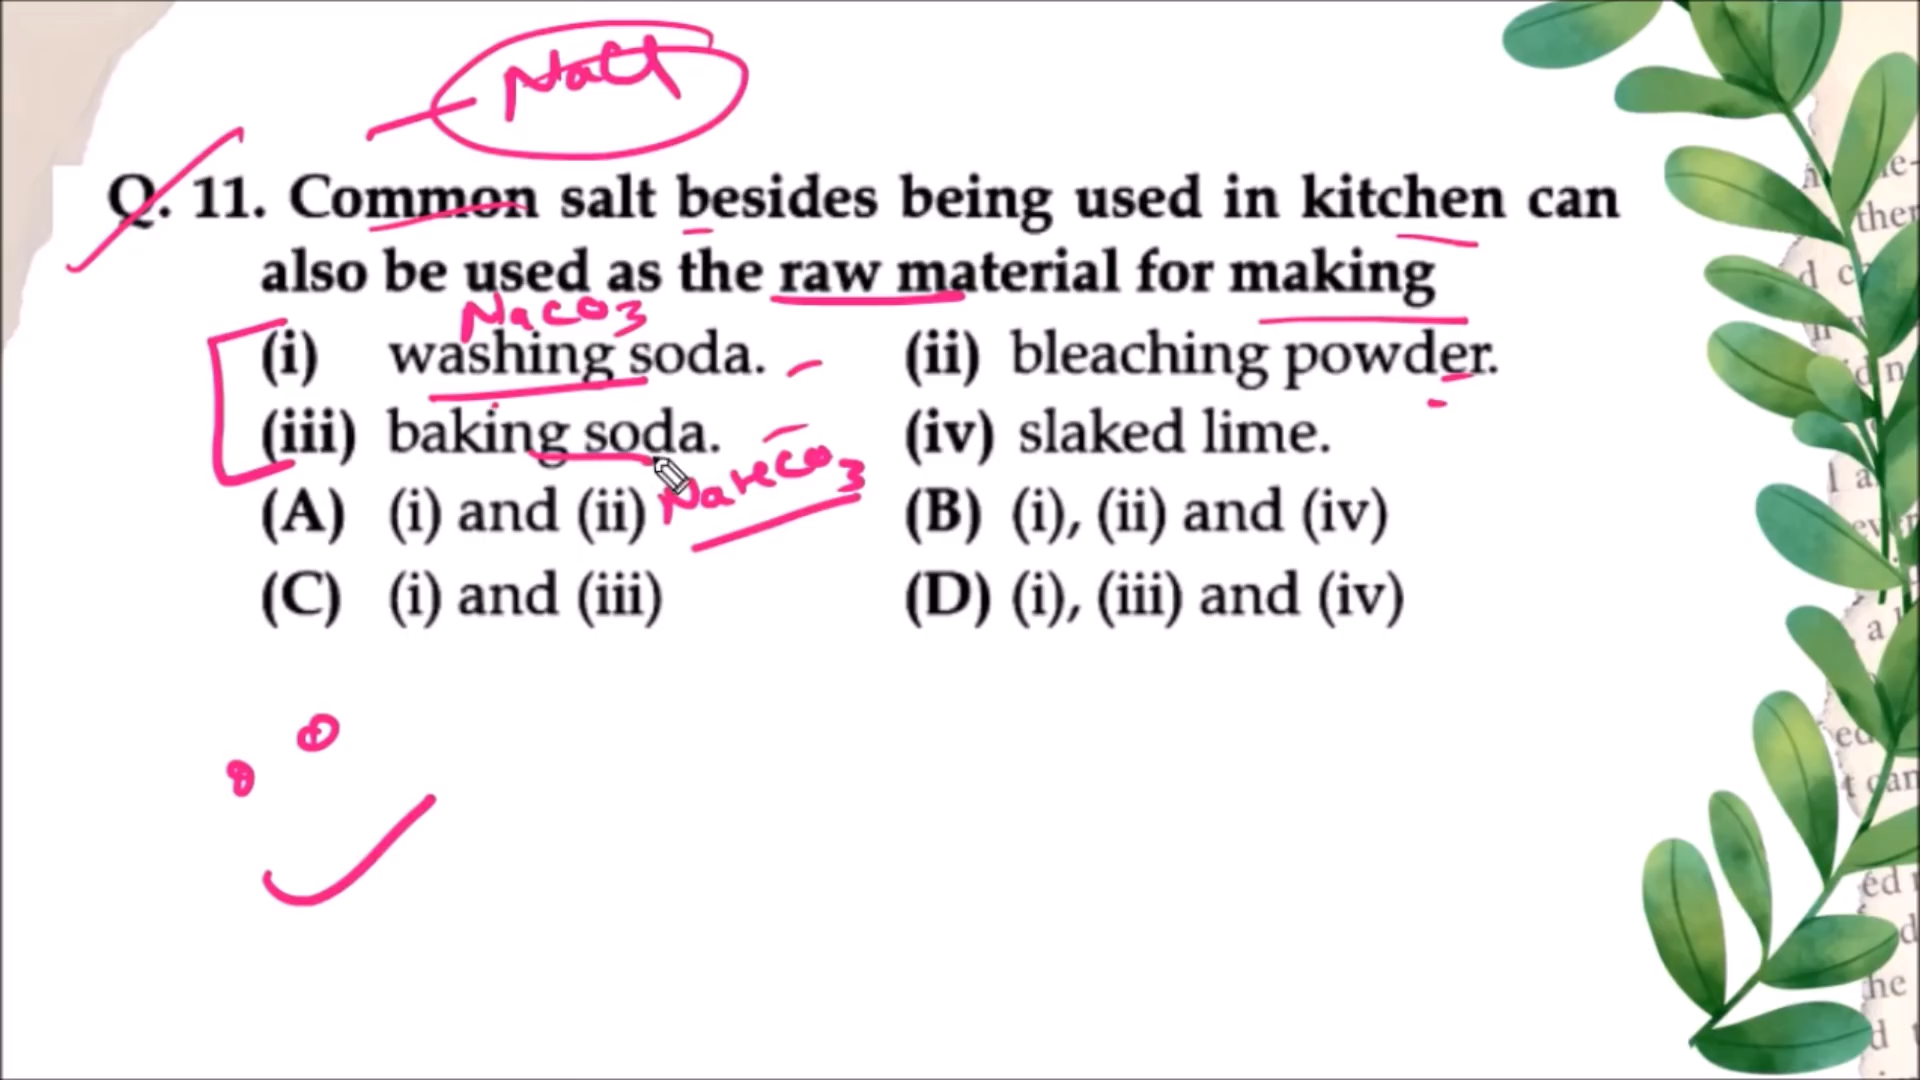 NaCl
Q. 11. Common salt besides being used in kitchen can
also be used as the raw material for making
NaCO3
(i) washing soda. (ii) bleaching powder.
(iii) baking soda. (iv) slaked lime.
NaHCO3
(A) (i) and (ii) (B) (i), (ii) and (iv)
(C) (i) and (iii) (D) (i), (iii) and (iv)